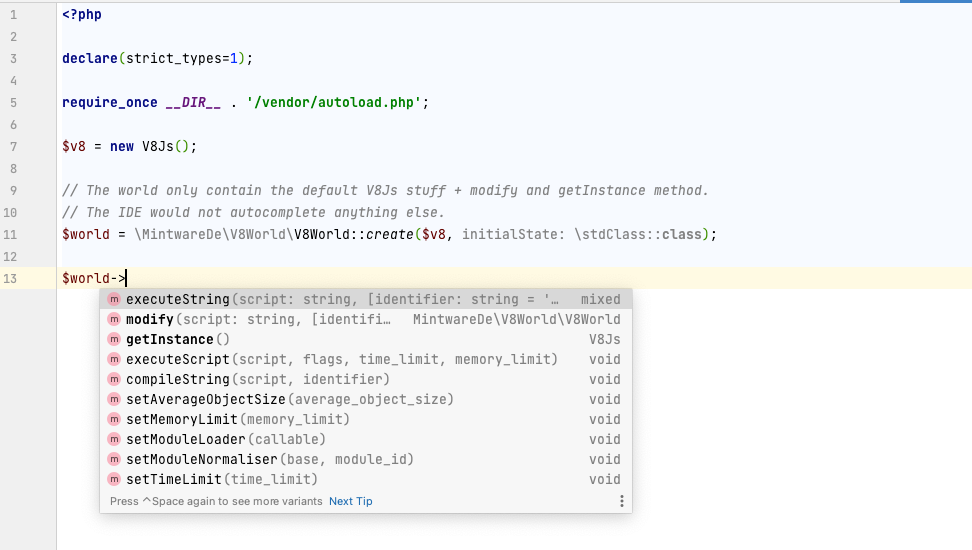 1 <?php
2
3 declare(strict_types=1);
4
5 require_once __DIR__ . '/vendor/autoload.php';
6
7 $v8 = new V8Js();
8
9 // The world only contain the default V8Js stuff + modify and getInstance method.
10 // The IDE would not autocomplete anything else.
11 $world = \MintwareDe\V8World\V8World::create($v8, initialState: \stdClass::class);
12
13 $world->
m executeString(script: string, [identifier: string = '… mixed
m modify(script: string, [identifi… MintwareDe\V8World\V8World
m getInstance() V8Js
m executeScript(script, flags, time_limit, memory_limit) void
m compileString(script, identifier) void
m setAverageObjectSize(average_object_size) void
m setMemoryLimit(memory_limit) void
m setModuleLoader(callable) void
m setModuleNormaliser(base, module_id) void
m setTimeLimit(time_limit) void
Press ^Space again to see more variants Next Tip